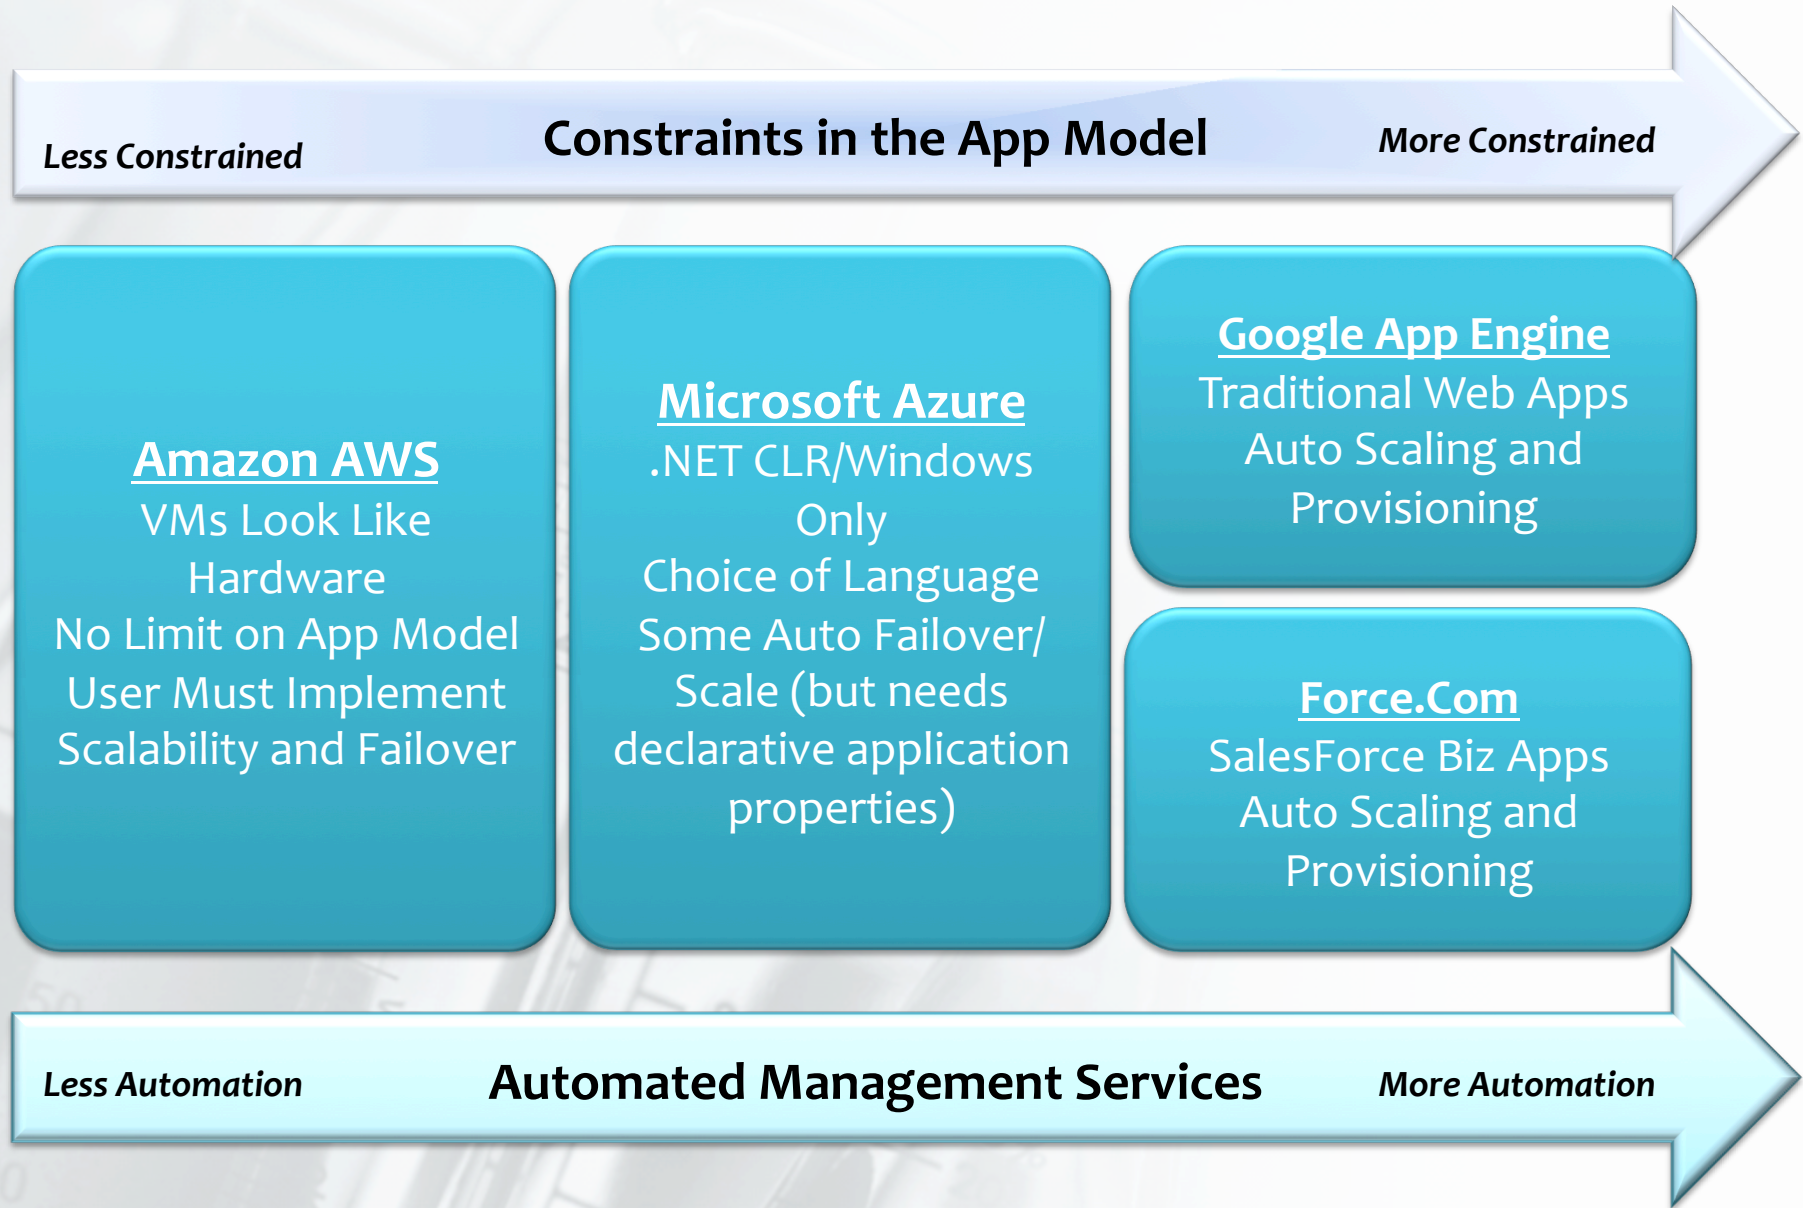 Less Constrained
Constraints in the App Model
More Constrained
Amazon AWS
VMs Look Like
Hardware
No Limit on App Model
User Must Implement
Scalability and Failover
Microsoft Azure
.NET CLR/Windows
Only
Choice of Language
Some Auto Failover/
Scale (but needs
declarative application
properties)
Google App Engine
Traditional Web Apps
Auto Scaling and
Provisioning
Force.Com
SalesForce Biz Apps
Auto Scaling and
Provisioning
Less Automation
Automated Management Services
More Automation